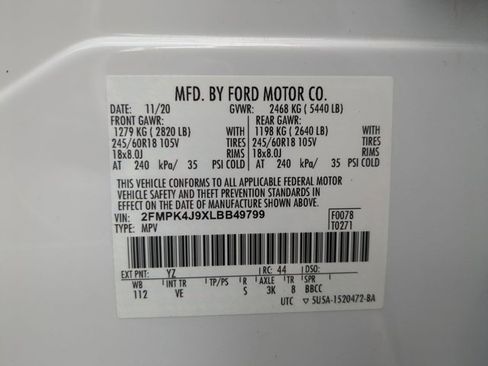 MFD. BY FORD MOTOR CO.
DATE: 11/20 GVWR: 2468 KG ( 5440 LB)
FRONT GAWR: REAR GAWR:
1279 KG ( 2820 LB) WITH 1198 KG ( 2640 LB) WITH
245/60R18 105V TIRES 245/60R18 105V TIRES
18x8.0J RIMS 18x8.0J RIMS
AT 240 kPa/ 35 PSI COLD AT 240 kPa/ 35 PSI COLD
THIS VEHICLE CONFORMS TO ALL APPLICABLE FEDERAL MOTOR
VEHICLE SAFETY AND THEFT PREVENTION STANDARDS IN EFFECT ON THE
DATE OF MANUFACTURE SHOWN ABOVE.
VIN: 2FMPK4J9XLBB49799 F0078
TYPE: MPV T0271
EXT PNT: YZ RC: 44 DSO:
WB INT TR TP/PS R AXLE TR SPR
112 VE S 3K 8 BBCC
UTC ▽ 5U5A-1520472-BA